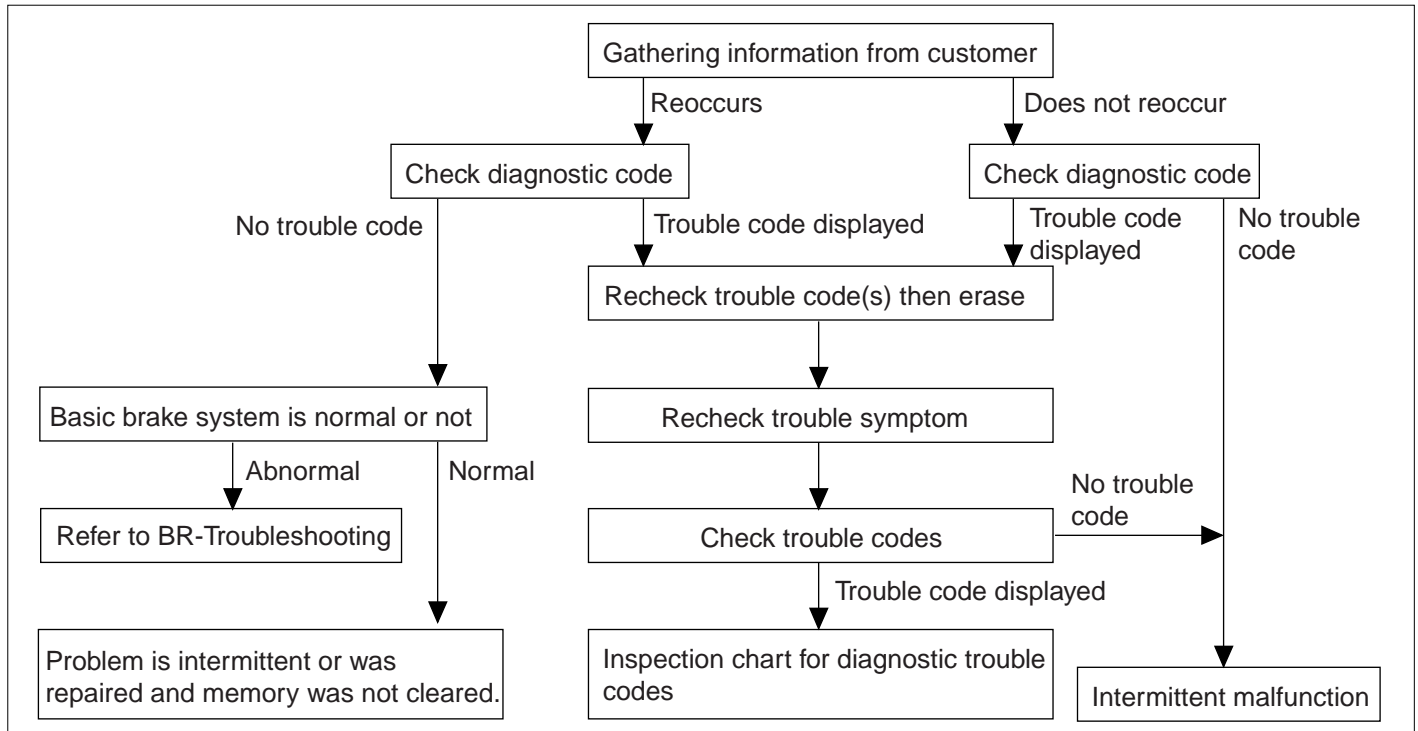 Gathering information from customer
Reoccurs
Does not reoccur
Check diagnostic code
Check diagnostic code
No trouble code
Trouble code displayed
Trouble code
displayed
No trouble
code
Recheck trouble code(s) then erase
Basic brake system is normal or not
Recheck trouble symptom
Abnormal
Normal
No trouble
code
Refer to BR-Troubleshooting
Check trouble codes
Trouble code displayed
Problem is intermittent or was
repaired and memory was not cleared.
Inspection chart for diagnostic trouble
codes
Intermittent malfunction